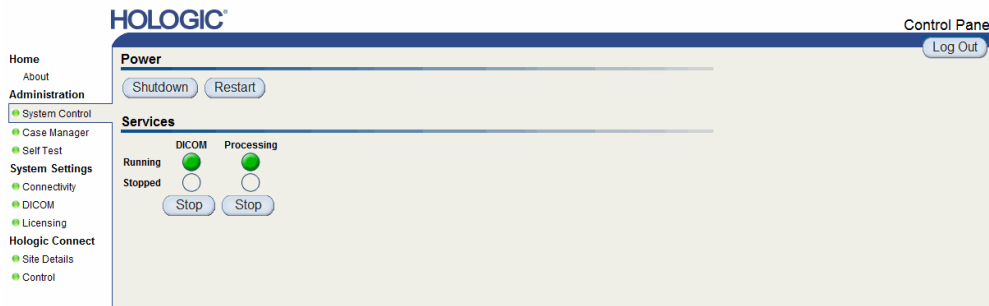 HOLOGIC®
Control Pane
Log Out
Home
About
Administration
System Control
Case Manager
Self Test
System Settings
Connectivity
DICOM
Licensing
Hologic Connect
Site Details
Control
Power
Shutdown Restart
Services
DICOM Processing
Running
Stopped
Stop Stop